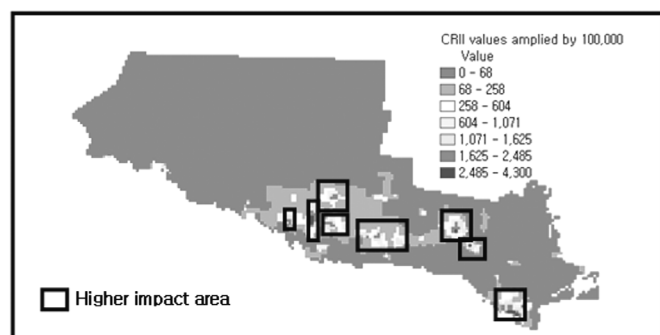 CRII values amplied by 100,000
Value
0 - 68
68 - 258
258 - 604
604 - 1,071
1,071 - 1,625
1,625 - 2,485
2,485 - 4,300
Higher impact area